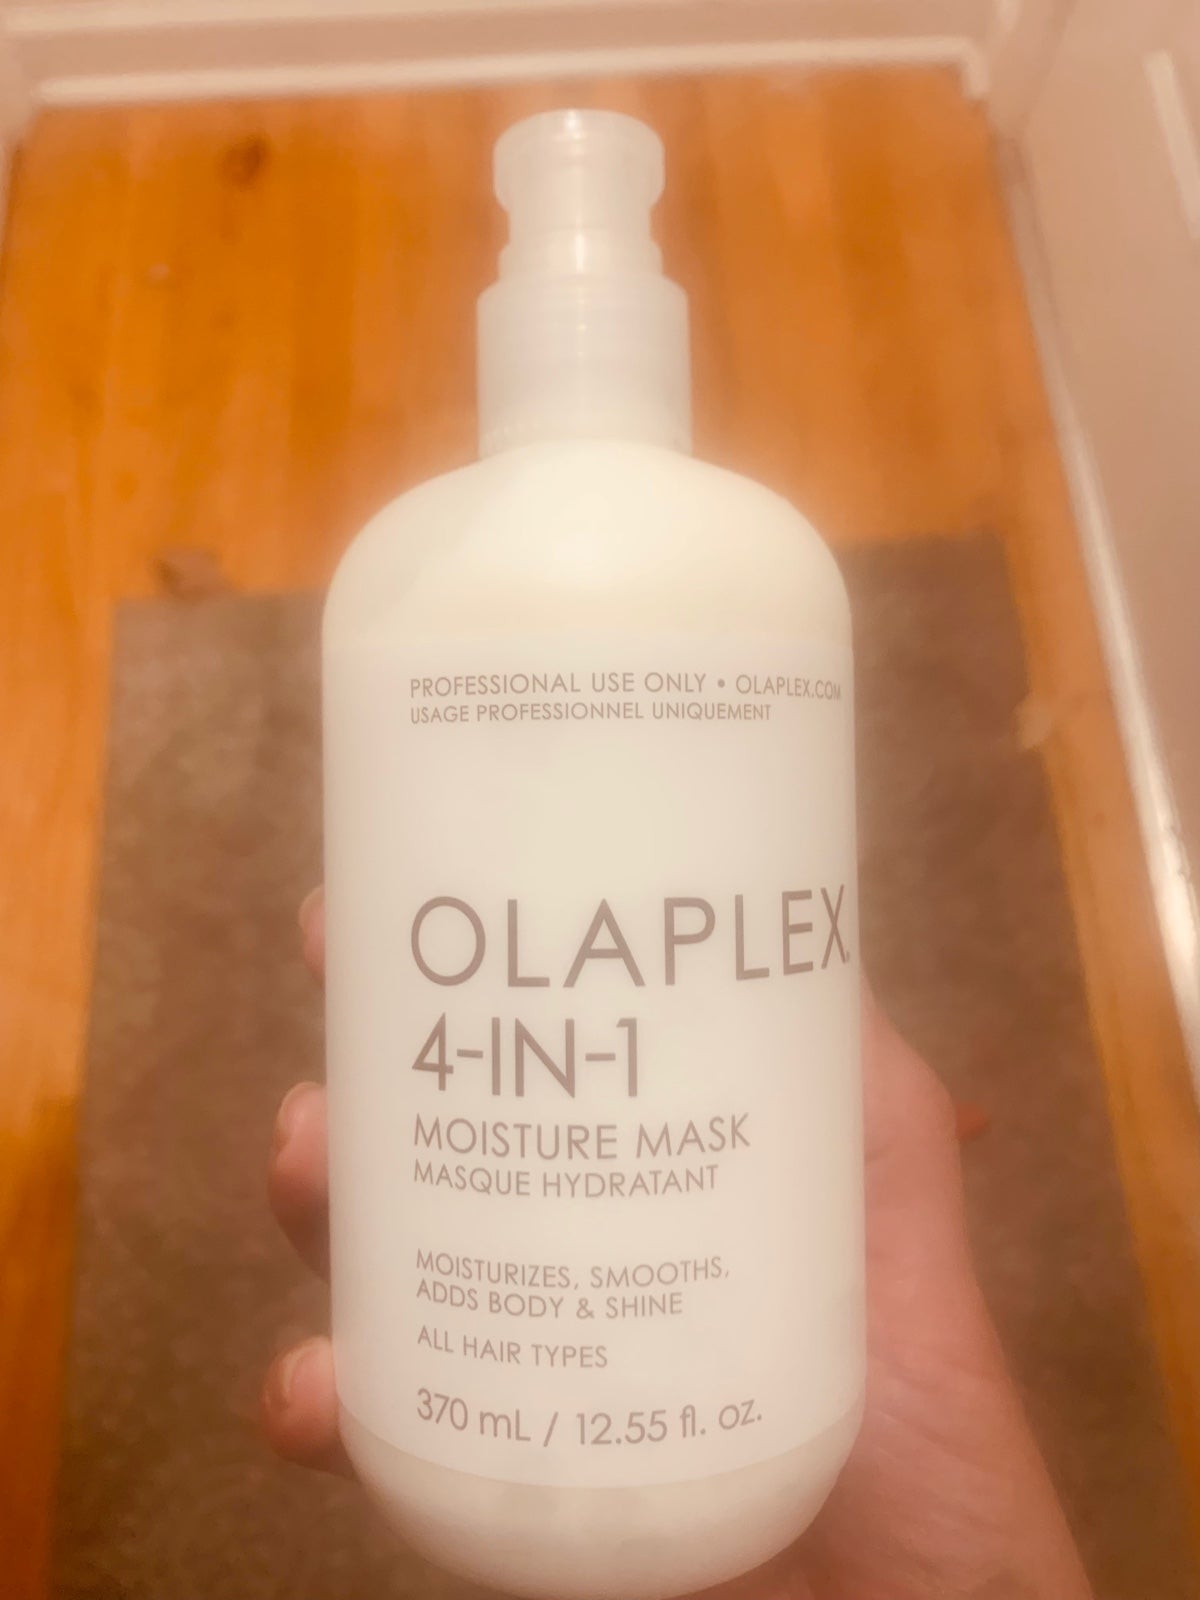 PROFESSIONAL USE ONLY • OLAPLEX.COM
USAGE PROFESSIONNEL UNIQUEMENT
OLAPLEX.
4-IN-1
MOISTURE MASK
MASQUE HYDRATANT
MOISTURIZES, SMOOTHS,
ADDS BODY & SHINE
ALL HAIR TYPES
370 mL / 12.55 fl. oz.